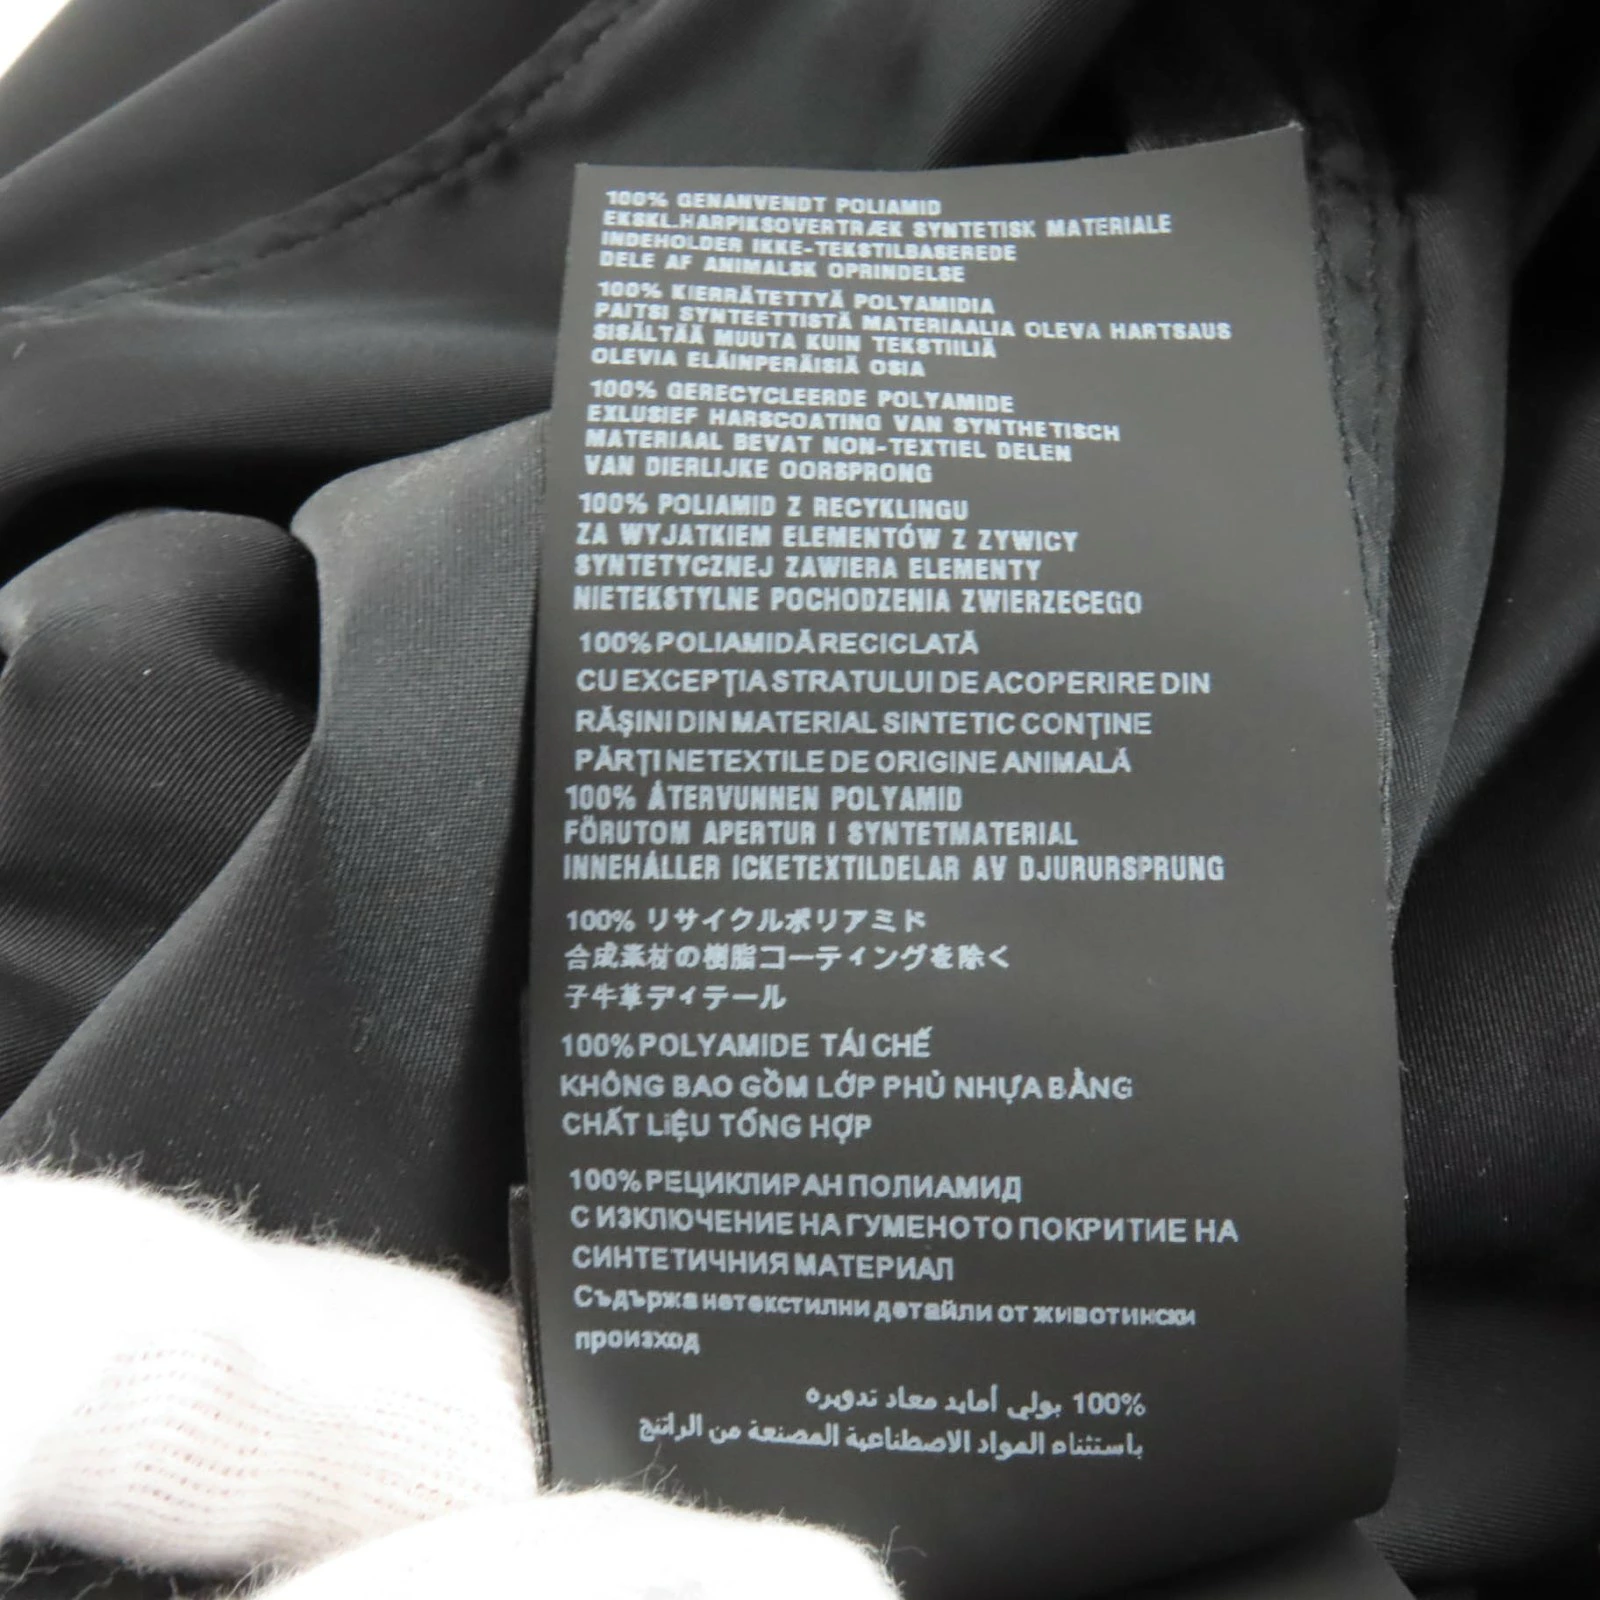 100% GENANVENDT POLIAMID
EKSKL.HARPIKSOVERTRÆK SYNTETISK MATERIALE
INDEHOLDER IKKE-TEKSTILBASEREDE
DELE AF ANIMALSK OPRINDELSE
100% KIERRÄTETTYÄ POLYAMIDIA
PAITSI SYNTEETTISTÄ MATERIAALIA OLEVA HARTSAUS
SISÄLTÄÄ MUUTA KUIN TEKSTIILIÄ
OLEVIA ELÄINPERÄISIÄ OSIA
100% GERECYCLEERDE POLYAMIDE
EXLUSIEF HARSCOATING VAN SYNTHETISCH
MATERIAAL BEVAT NON-TEXTIEL DELEN
VAN DIERLIJKE OORSPRONG
100% POLIAMID Z RECYKLINGU
ZA WYJATKIEM ELEMENTÓW Z ZYWICY
SYNTETYCZNEJ ZAWIERA ELEMENTY
NIETEKSTYLNE POCHODZENIA ZWIERZECEGO
100% POLIAMIDĂ RECICLATĂ
CU EXCEPŢIA STRATULUI DE ACOPERIRE DIN
RĂŞINI DIN MATERIAL SINTETIC CONŢINE
PĂRŢI NETEXTILE DE ORIGINE ANIMALĂ
100% ÅTERVUNNEN POLYAMID
FÖRUTOM APERTUR I SYNTETMATERIAL
INNEHÅLLER ICKETEXTILDELAR AV DJURURSPRUNG
100% リサイクルポリアミド
合成素材の樹脂コーティングを除く
子牛革ディテール
100% POLYAMIDE TÁI CHẾ
KHÔNG BAO GỒM LỚP PHỦ NHỰA BẰNG
CHẤT LIỆU TỔNG HỢP
100% РЕЦИКЛИРАН ПОЛИАМИД
С ИЗКЛЮЧЕНИЕ НА ГУМЕНОТО ПОКРИТИЕ НА
СИНТЕТИЧНИЯ МАТЕРИАЛ
Съдържа нетекстилни детайли от животински
произход
100% بولي أمايد معاد تدويره
باستثناء المواد الاصطناعية المصنعة من الراتنج